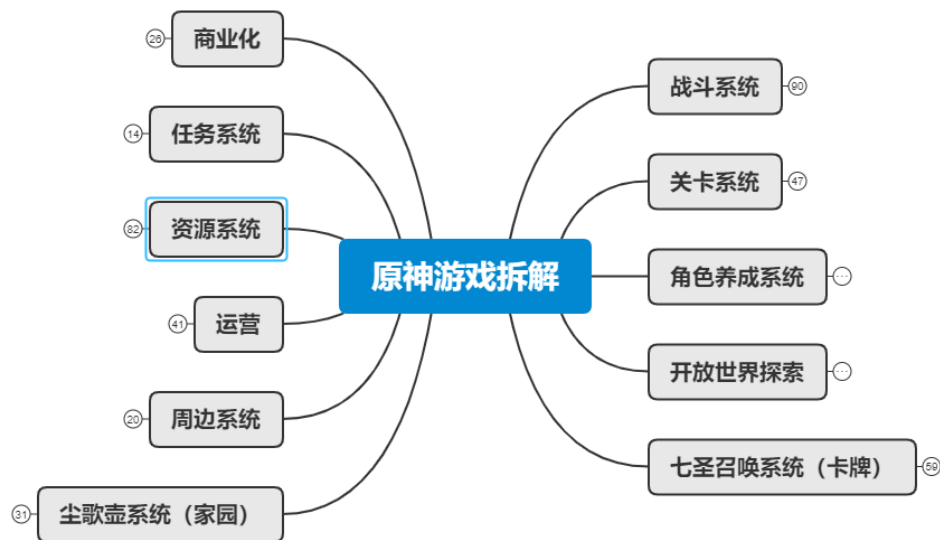 商业化
26
任务系统
14
资源系统
82
运营
41
周边系统
20
尘歌壶系统（家园）
31
原神游戏拆解
战斗系统
90
关卡系统
47
角色养成系统
...
开放世界探索
...
七圣召唤系统（卡牌）
59